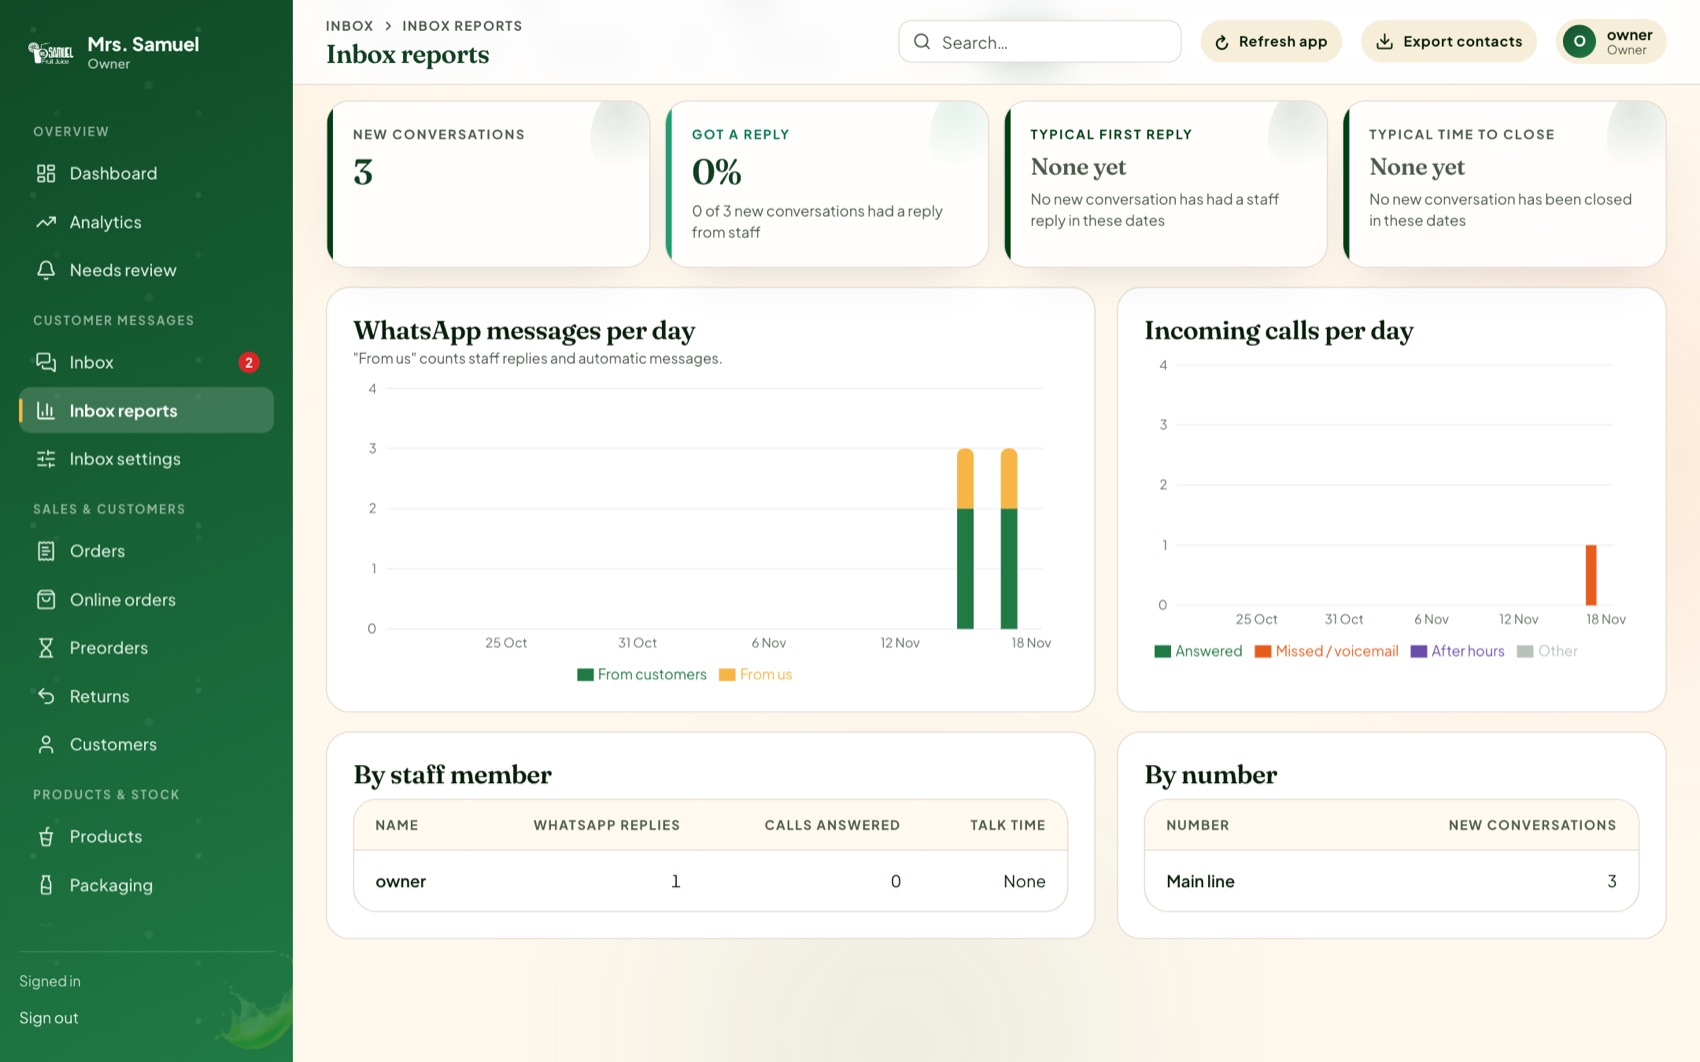 SAMUEL
Fruit Juice
Mrs. Samuel
Owner
OVERVIEW
Dashboard
Analytics
Needs review
CUSTOMER MESSAGES
Inbox
2
Inbox reports
Inbox settings
SALES & CUSTOMERS
Orders
Online orders
Preorders
Returns
Customers
PRODUCTS & STOCK
Products
Packaging
Signed in
Sign out
INBOX > INBOX REPORTS
Inbox reports
Search...
Refresh app
Export contacts
O
owner
Owner
NEW CONVERSATIONS
3
GOT A REPLY
0%
0 of 3 new conversations had a reply
from staff
TYPICAL FIRST REPLY
None yet
No new conversation has had a staff
reply in these dates
TYPICAL TIME TO CLOSE
None yet
No new conversation has been closed
in these dates
WhatsApp messages per day
"From us" counts staff replies and automatic messages.
4
3
2
1
0
25 Oct 31 Oct 6 Nov 12 Nov 18 Nov
From customers From us
Incoming calls per day
4
3
2
1
0
25 Oct 31 Oct 6 Nov 12 Nov 18 Nov
Answered Missed / voicemail After hours Other
By staff member
NAME WHATSAPP REPLIES CALLS ANSWERED TALK TIME
owner 1 0 None
By number
NUMBER NEW CONVERSATIONS
Main line 3